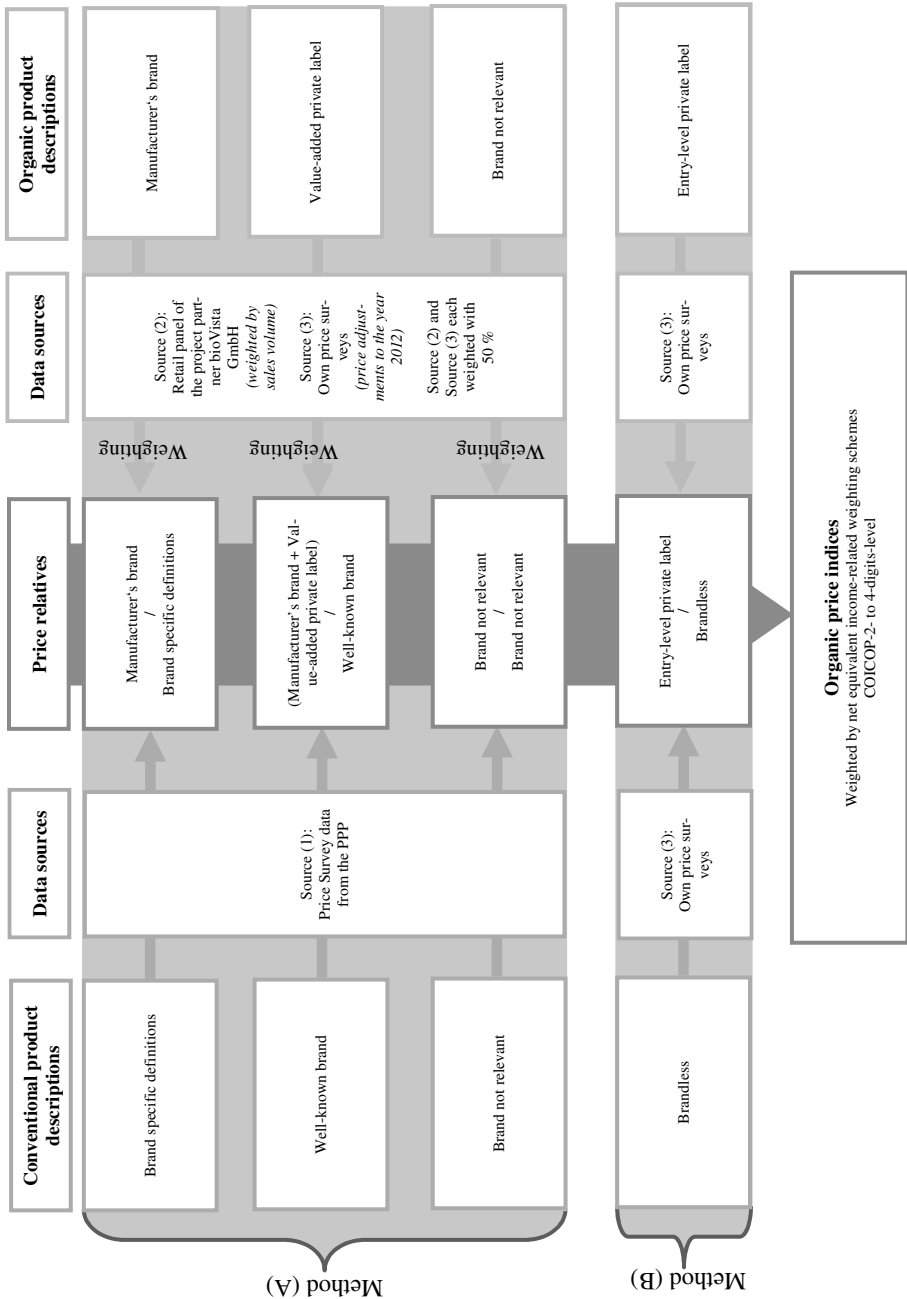 Conventional product
descriptions
Data sources
Price relatives
Data sources
Organic product
descriptions
Method (A)
Brand specific definitions
Well-known brand
Brand not relevant
Source (1):
Price Survey data
from the PPP
Manufacturer's brand
/
Brand specific definitions
(Manufacturer's brand + Val-
ue-added private label)
/
Well-known brand
Brand not relevant
/
Brand not relevant
Weighting
Weighting
Weighting
Source (2):
Retail panel of
the project part-
ner bioVista
GmbH
(weighted by
sales volume)
Source (3):
Own price sur-
veys
(price adjust-
ments to the year
2012)
Source (2) and
Source (3) each
weighted with
50 %
Manufacturer's brand
Value-added private label
Brand not relevant
Method (B)
Brandless
Source (3):
Own price sur-
veys
Entry-level private label
/
Brandless
Source (3):
Own price sur-
veys
Entry-level private label
Organic price indices
Weighted by net equivalent income-related weighting schemes
COICOP-2- to 4-digits-level